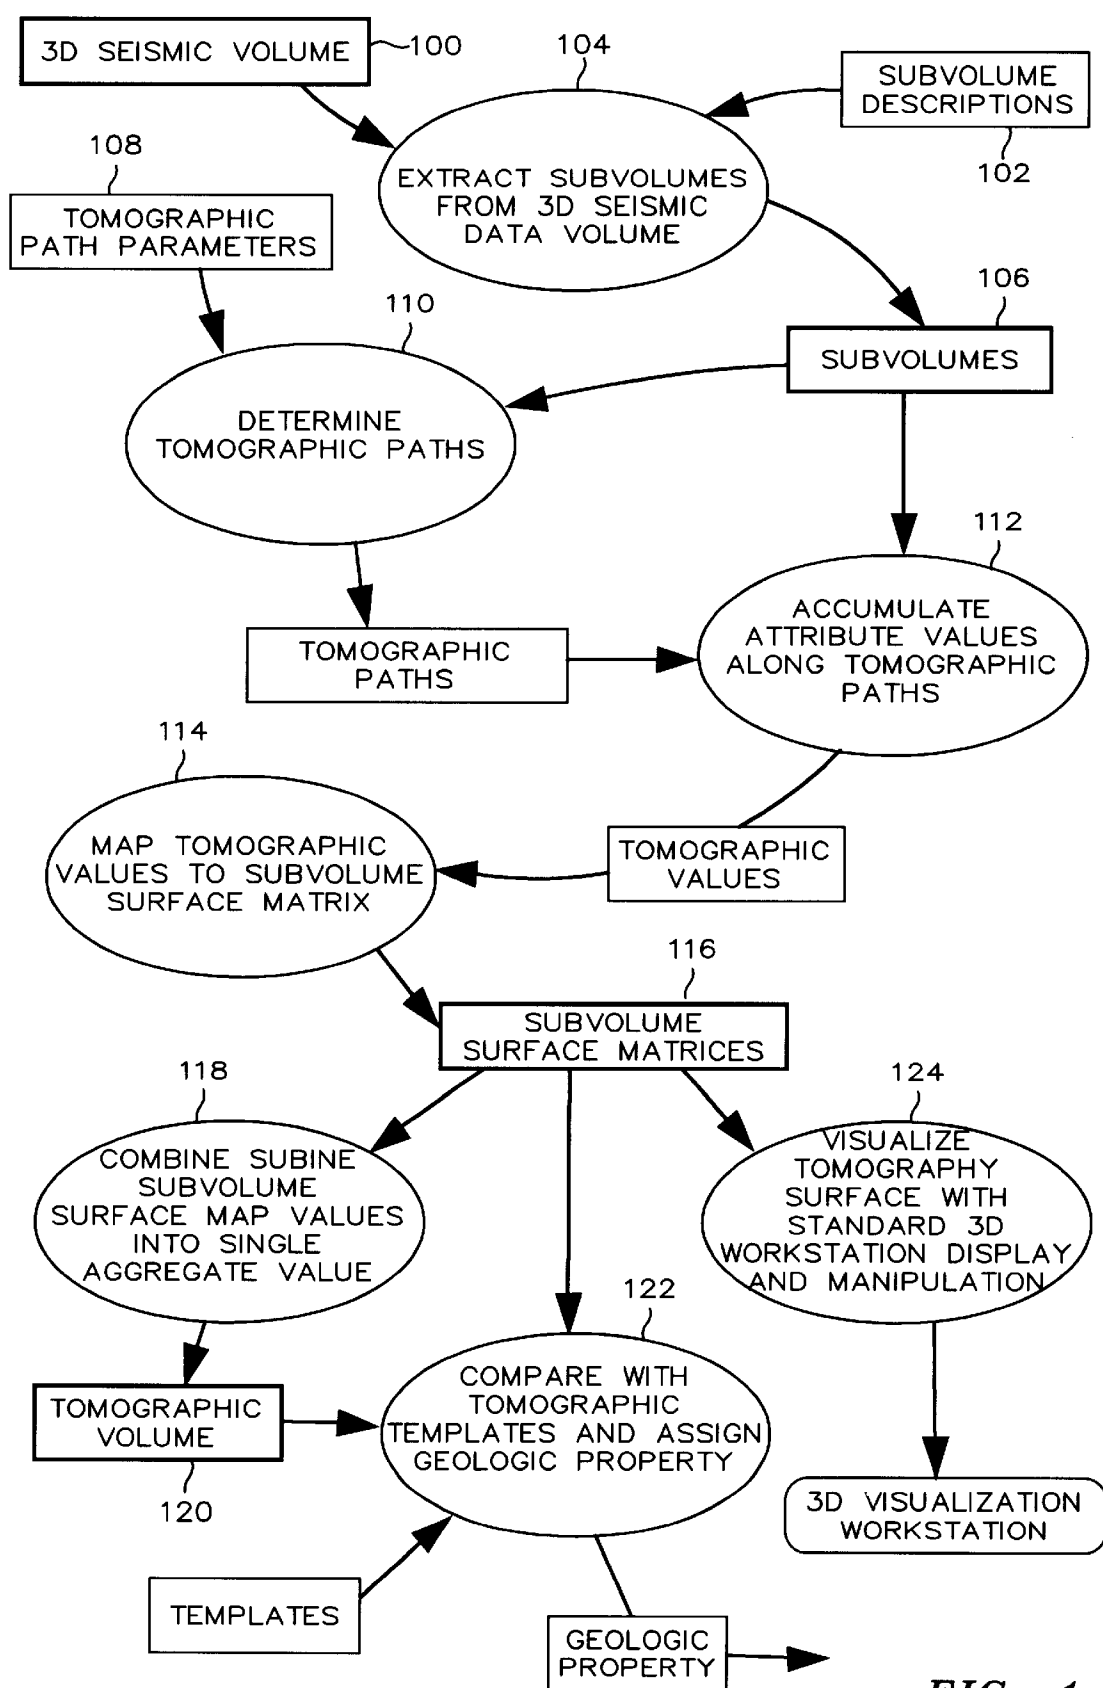 3D SEISMIC VOLUME
100
104
SUBVOLUME
DESCRIPTIONS
102
108
TOMOGRAPHIC
PATH PARAMETERS
EXTRACT SUBVOLUMES
FROM 3D SEISMIC
DATA VOLUME
106
SUBVOLUMES
110
DETERMINE
TOMOGRAPHIC PATHS
112
ACCUMULATE
ATTRIBUTE VALUES
ALONG TOMOGRAPHIC
PATHS
TOMOGRAPHIC
PATHS
114
MAP TOMOGRAPHIC
VALUES TO SUBVOLUME
SURFACE MATRIX
TOMOGRAPHIC
VALUES
116
SUBVOLUME
SURFACE MATRICES
118
COMBINE SUBINE
SUBVOLUME
SURFACE MAP VALUES
INTO SINGLE
AGGREGATE VALUE
124
VISUALIZE
TOMOGRAPHY
SURFACE WITH
STANDARD 3D
WORKSTATION DISPLAY
AND MANIPULATION
122
COMPARE WITH
TOMOGRAPHIC
TEMPLATES AND ASSIGN
GEOLOGIC PROPERTY
TOMOGRAPHIC
VOLUME
120
3D VISUALIZATION
WORKSTATION
TEMPLATES
GEOLOGIC
PROPERTY